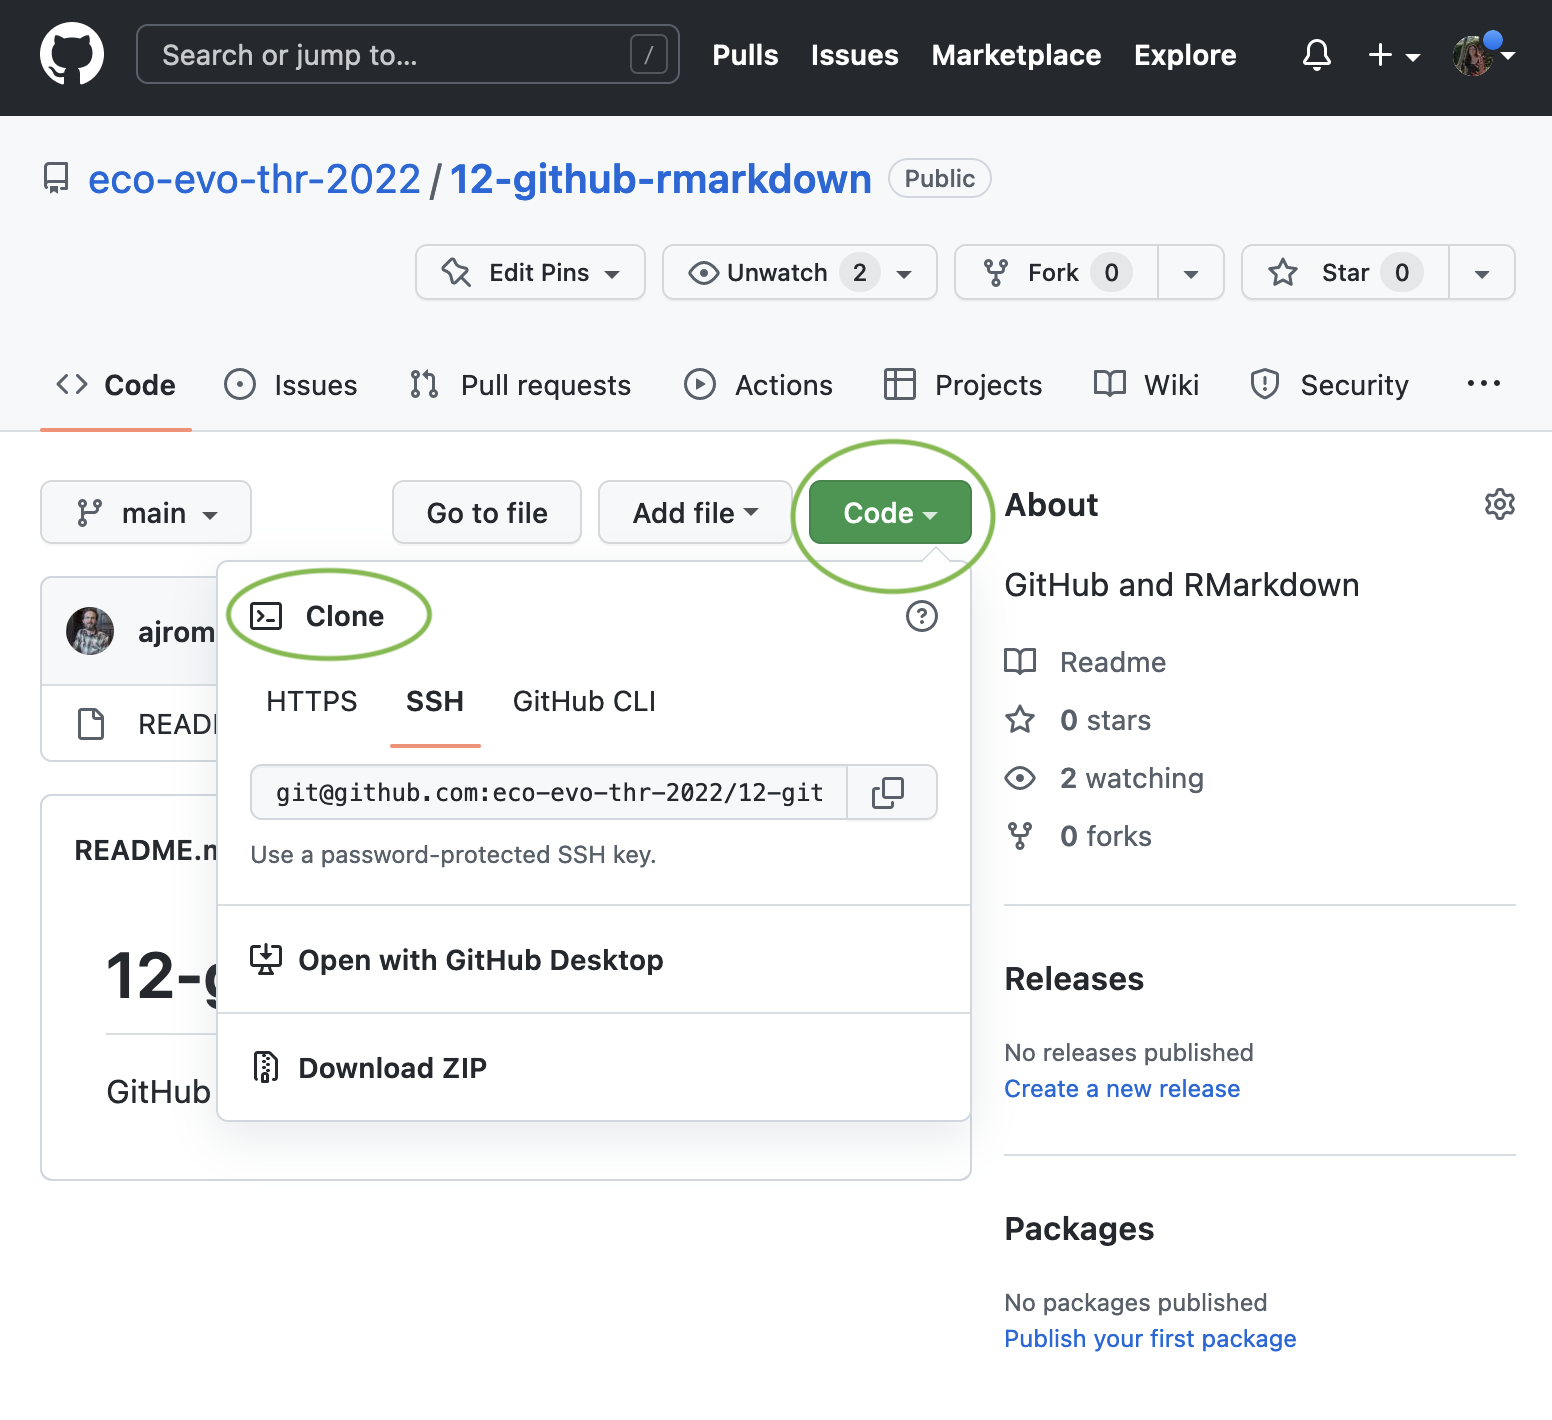 Search or jump to... / Pulls Issues Marketplace Explore
eco-evo-thr-2022 / 12-github-rmarkdown Public
Edit Pins Unwatch 2 Fork 0 Star 0
Code Issues Pull requests Actions Projects Wiki Security
main Go to file Add file Code
Clone
ajrom
HTTPS SSH GitHub CLI
READ
git@github.com:eco-evo-thr-2022/12-git
README.
Use a password-protected SSH key.
12-g
Open with GitHub Desktop
GitHub
Download ZIP
About
GitHub and RMarkdown
Readme
0 stars
2 watching
0 forks
Releases
No releases published
Create a new release
Packages
No packages published
Publish your first package